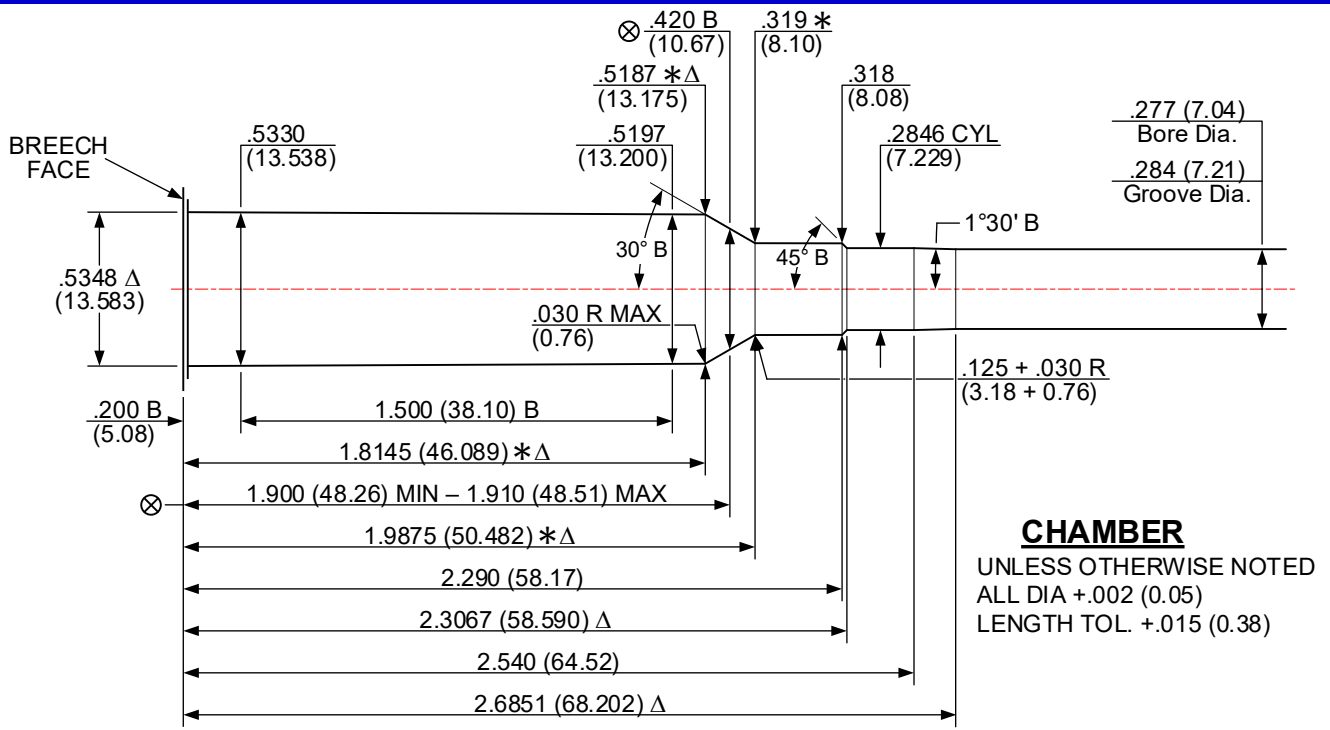 ⊗ .420 B
(10.67)
.319 *
(8.10)
.5187 *Δ
(13.175)
.318
(8.08)
.277 (7.04)
Bore Dia.
.284 (7.21)
Groove Dia.
BREECH
FACE
.5330
(13.538)
.5197
(13.200)
.2846 CYL
(7.229)
1°30' B
30° B
45° B
.5348 Δ
(13.583)
.030 R MAX
(0.76)
.125 + .030 R
(3.18 + 0.76)
.200 B
(5.08)
1.500 (38.10) B
1.8145 (46.089) *Δ
⊗ 1.900 (48.26) MIN – 1.910 (48.51) MAX
1.9875 (50.482) *Δ
2.290 (58.17)
2.3067 (58.590) Δ
2.540 (64.52)
2.6851 (68.202) Δ
CHAMBER
UNLESS OTHERWISE NOTED
ALL DIA +.002 (0.05)
LENGTH TOL. +.015 (0.38)